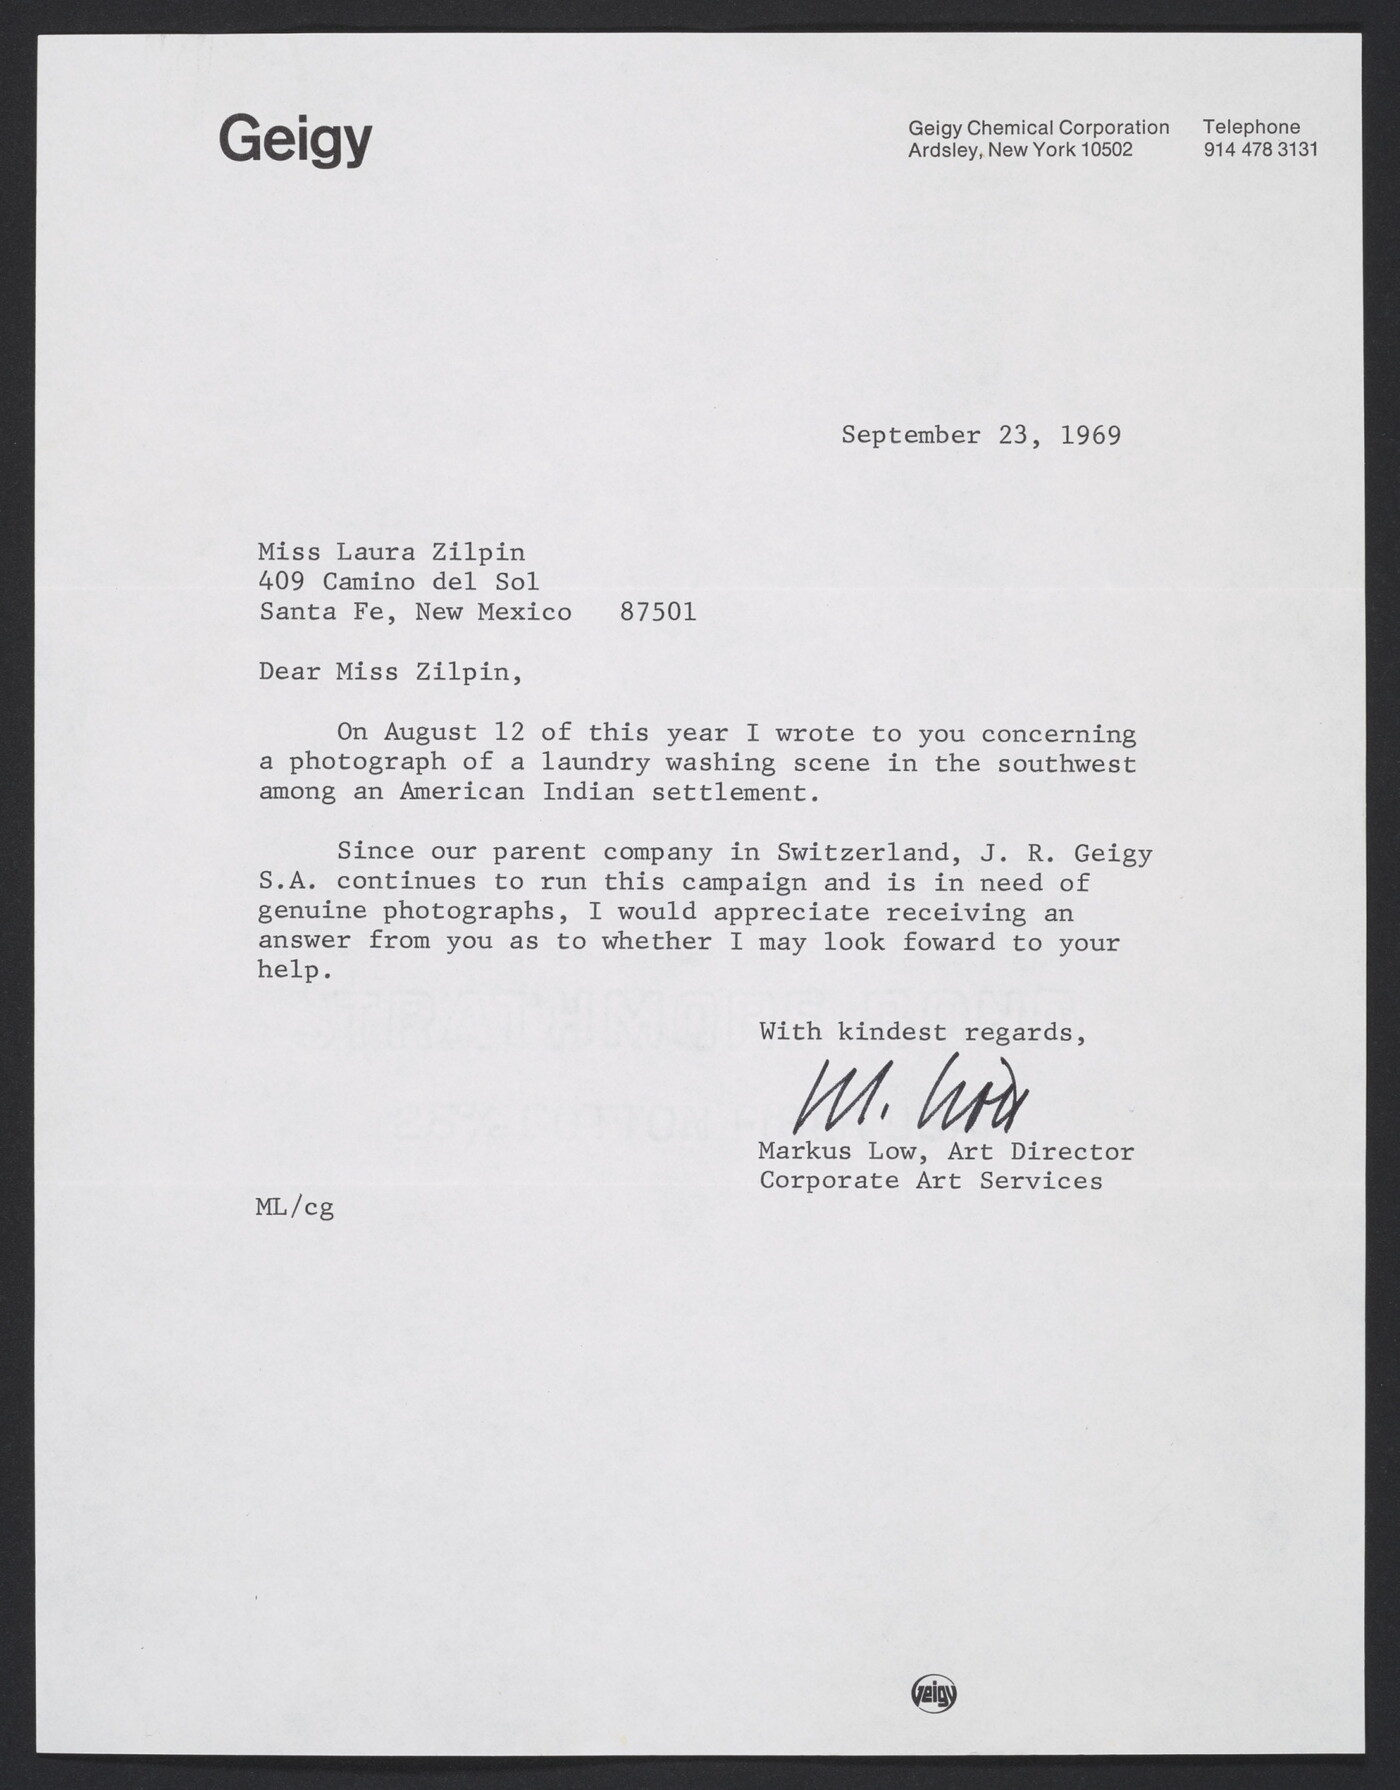 Geigy
Geigy Chemical Corporation
Ardsley, New York 10502
Telephone
914 478 3131
September 23, 1969
Miss Laura Zilpin
409 Camino del Sol
Santa Fe, New Mexico 87501
Dear Miss Zilpin,
On August 12 of this year I wrote to you concerning
a photograph of a laundry washing scene in the southwest
among an American Indian settlement.
Since our parent company in Switzerland, J. R. Geigy
S.A. continues to run this campaign and is in need of
genuine photographs, I would appreciate receiving an
answer from you as to whether I may look foward to your
help.
With kindest regards,
M. Low
Markus Low, Art Director
Corporate Art Services
ML/cg
Geigy